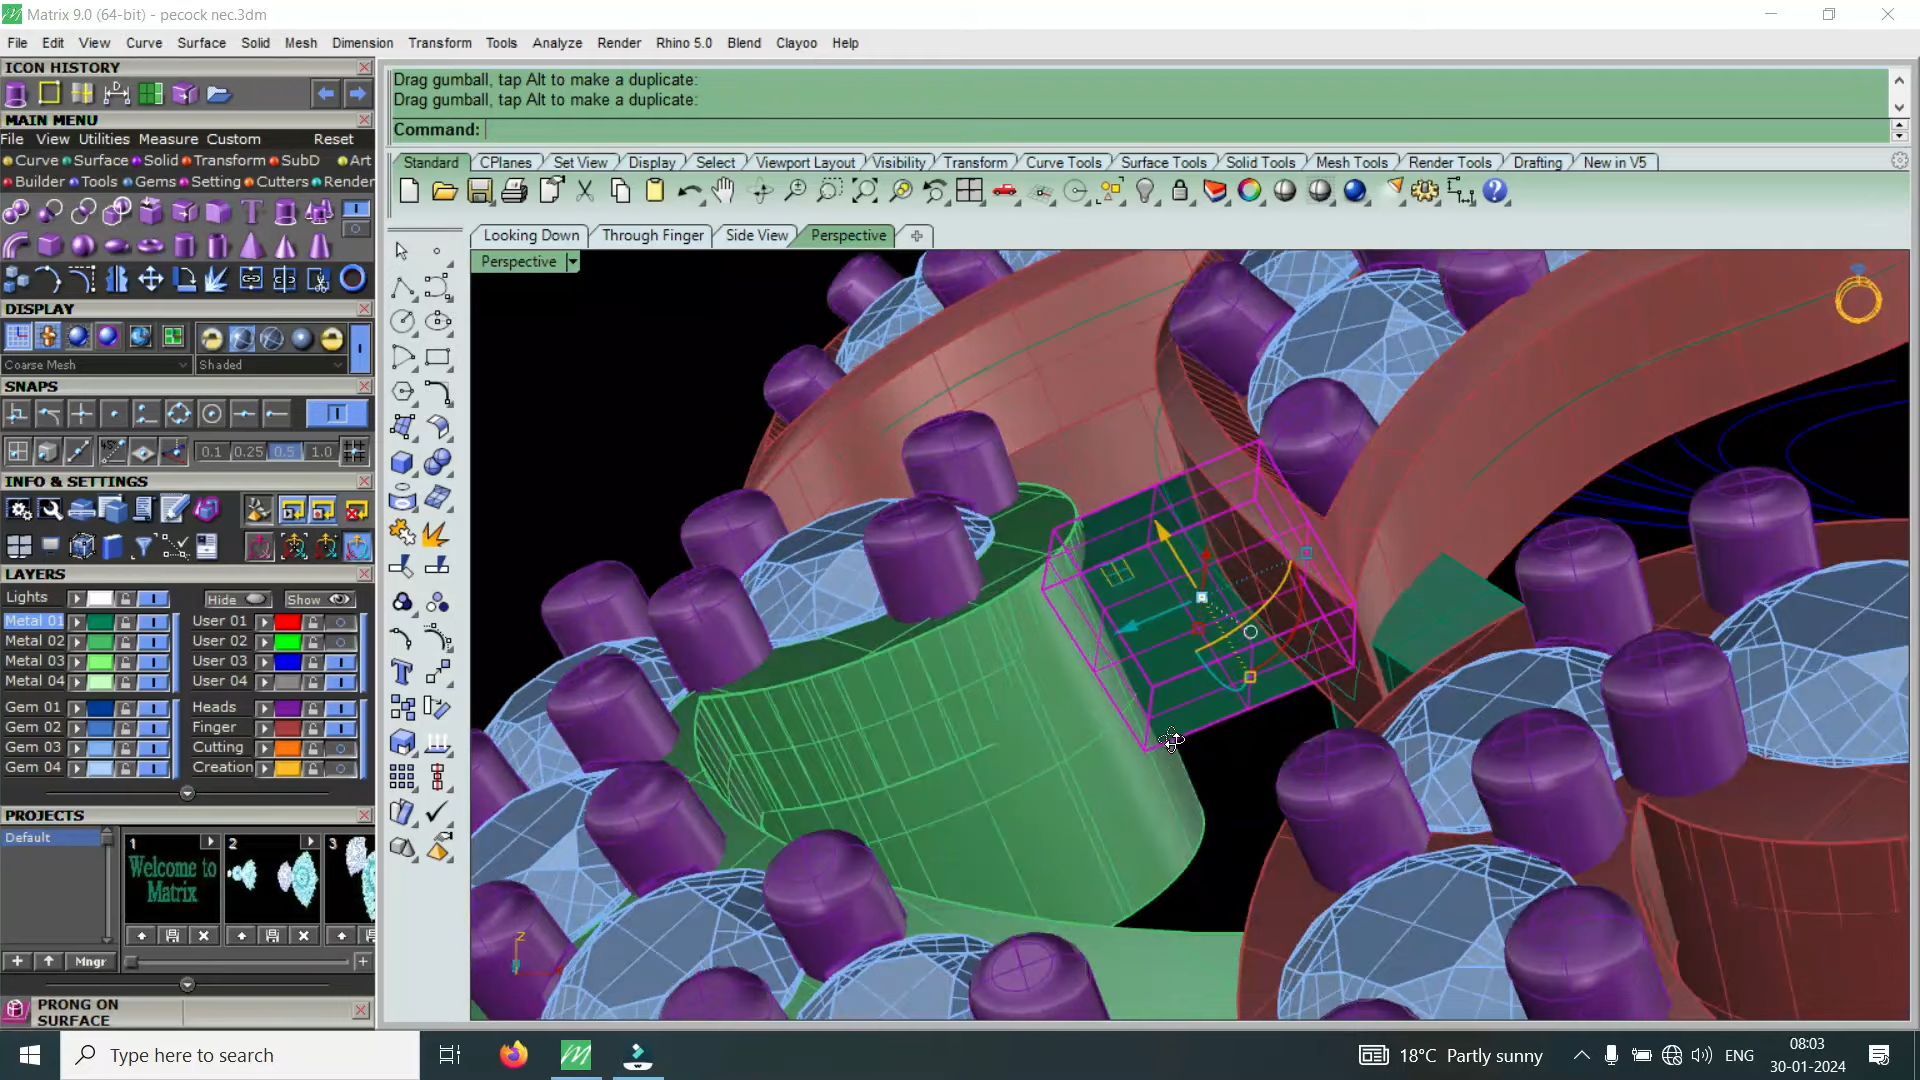 Matrix 9.0 (64-bit) - pecock nec.3dm
File Edit View Curve Surface Solid Mesh Dimension Transform Tools Analyze Render Rhino 5.0 Blend Clayoo Help
ICON HISTORY
MAIN MENU
File View Utilities Measure Custom Reset
Curve Surface Solid Transform SubD Art
Builder Tools Gems Setting Cutters Render
DISPLAY
Coarse Mesh Shaded
SNAPS
0.1 0.25 0.5 1.0
INFO & SETTINGS
LAYERS
Lights Hide Show
Metal 01 User 01
Metal 02 User 02
Metal 03 User 03
Metal 04 User 04
Gem 01 Heads
Gem 02 Finger
Gem 03 Cutting
Gem 04 Creation
PROJECTS
Default
1 2 3
Welcome to
Matrix
Mngr
PRONG ON
SURFACE
Drag gumball, tap Alt to make a duplicate:
Drag gumball, tap Alt to make a duplicate:
Command:
Standard CPlanes Set View Display Select Viewport Layout Visibility Transform Curve Tools Surface Tools Solid Tools Mesh Tools Render Tools Drafting New in V5
Looking Down Through Finger Side View Perspective
Perspective
z
Type here to search
18°C Partly sunny
ENG
08:03
30-01-2024